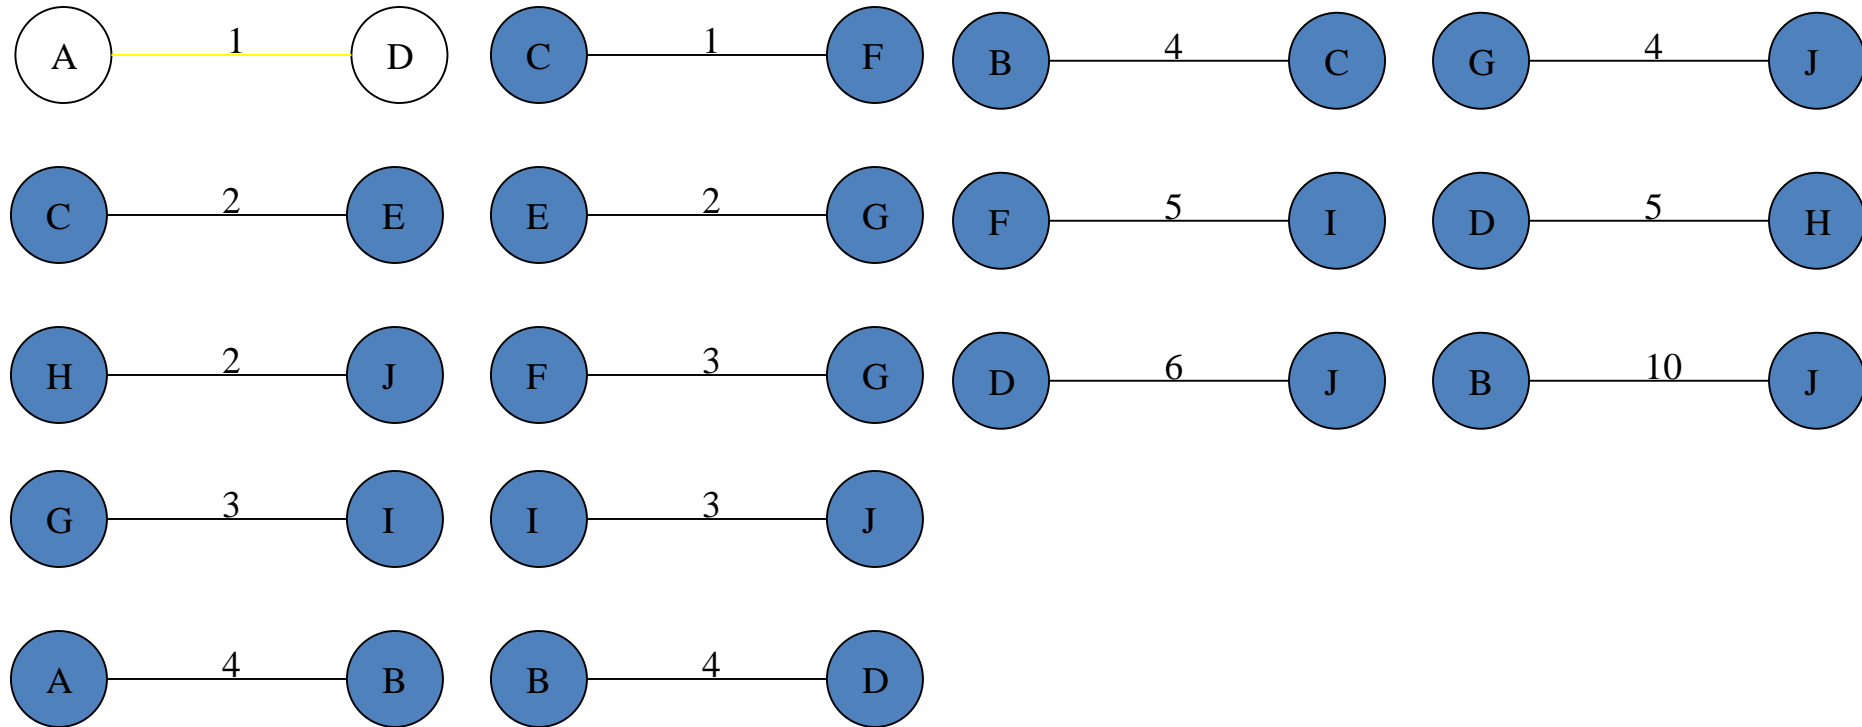 A 1 D
C 1 F
B 4 C
G 4 J
C 2 E
E 2 G
F 5 I
D 5 H
H 2 J
F 3 G
D 6 J
B 10 J
G 3 I
I 3 J
A 4 B
B 4 D